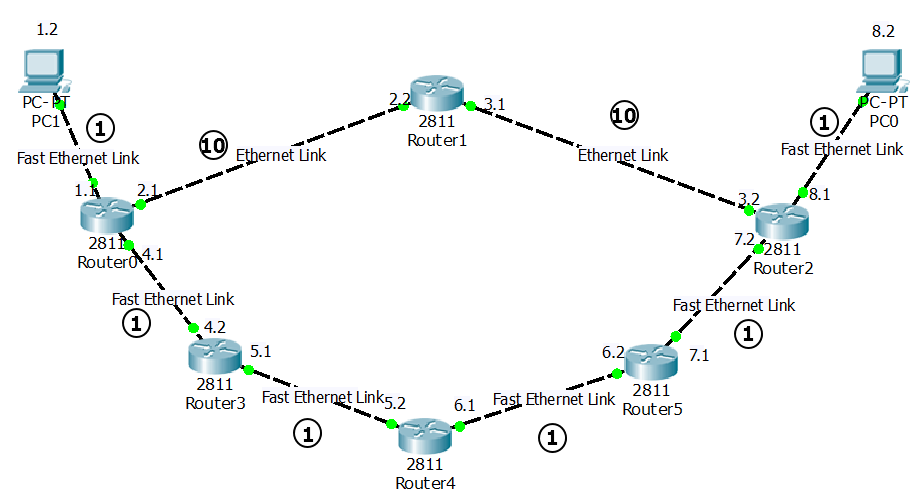 1.2
8.2
PC-PT
PC1
2.2
2811
Router1
3.1
PC-PT
PC0
1
10
10
1
Fast Ethernet Link
Ethernet Link
Ethernet Link
Fast Ethernet Link
1.1
2.1
3.2
8.1
2811
Router0
4.1
7.2
2811
Router2
Fast Ethernet Link
1
Fast Ethernet Link
1
4.2
5.1
2811
Router3
6.2
7.1
2811
Router5
Fast Ethernet Link
1
5.2
6.1
Fast Ethernet Link
1
2811
Router4